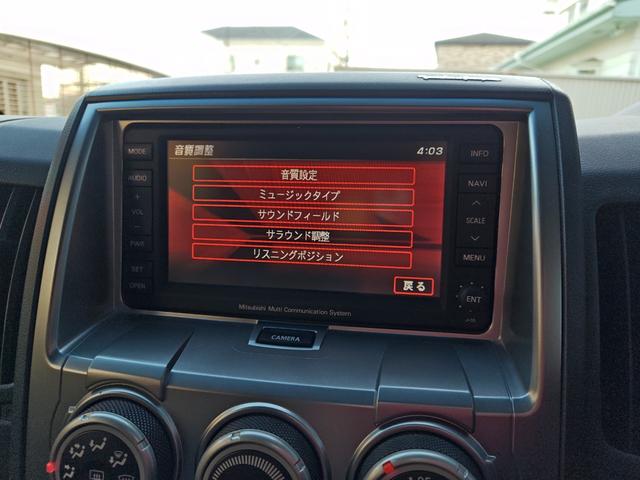 音質調整 4:03
音質設定
ミュージックタイプ
サウンドフィールド
サラウンド調整
リスニングポジション
戻る
MODE
AUDIO
+
VOL
-
PWR
SET
OPEN
INFO
NAVI
SCALE
MENU
ENT
Mitsubishi Multi Communication System
CAMERA